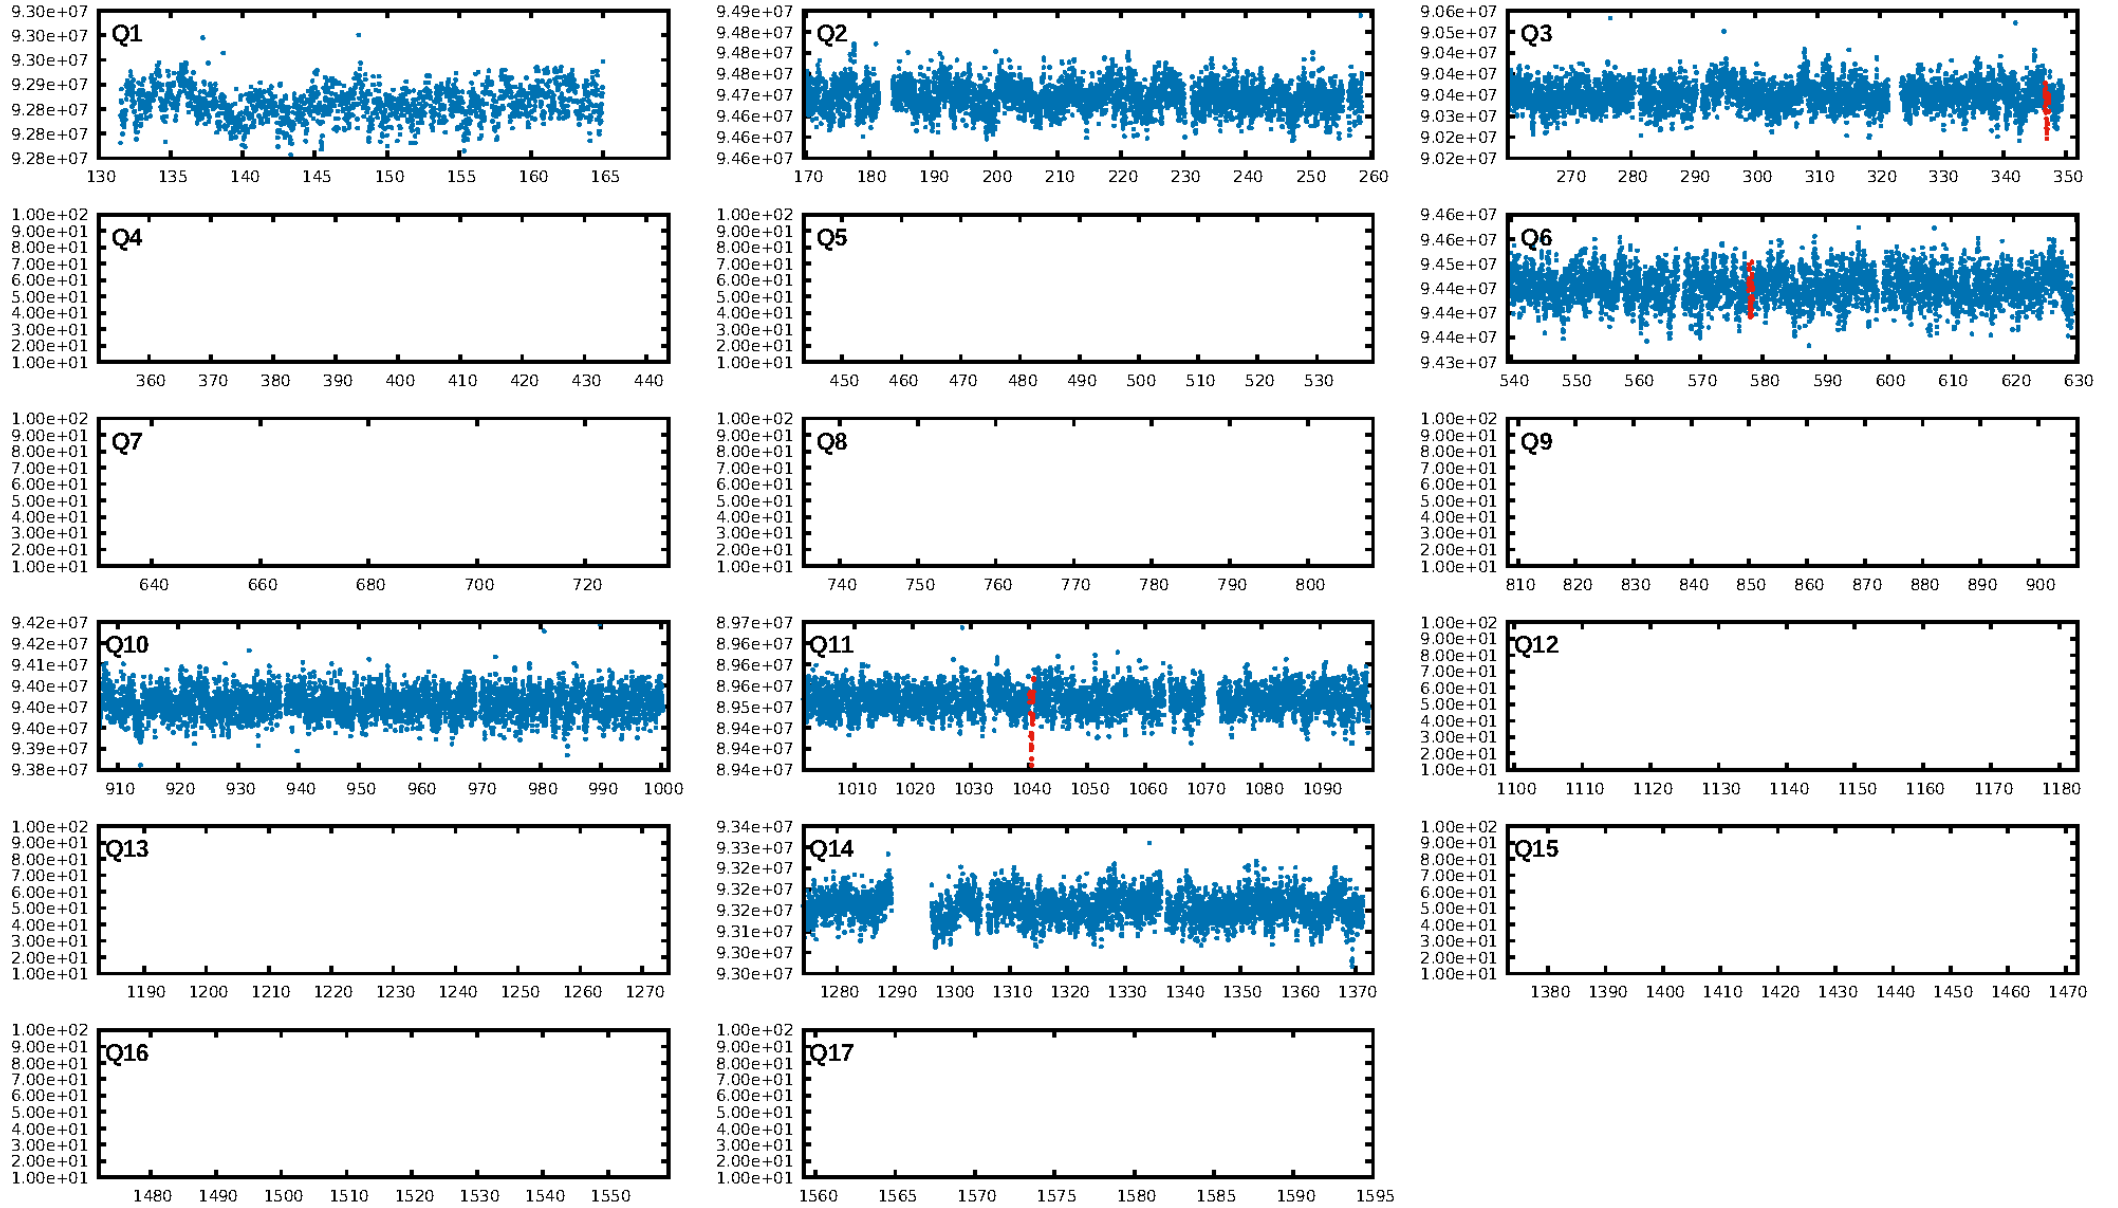 9.30e+07
9.30e+07
9.30e+07
9.29e+07
9.28e+07
9.28e+07
9.28e+07
Q1
130 135 140 145 150 155 160 165
9.49e+07
9.48e+07
9.48e+07
9.48e+07
9.47e+07
9.46e+07
9.46e+07
9.46e+07
Q2
170 180 190 200 210 220 230 240 250 260
9.06e+07
9.05e+07
9.04e+07
9.04e+07
9.04e+07
9.03e+07
9.02e+07
9.02e+07
Q3
270 280 290 300 310 320 330 340 350
1.00e+02
9.00e+01
8.00e+01
7.00e+01
6.00e+01
5.00e+01
4.00e+01
3.00e+01
2.00e+01
1.00e+01
Q4
360 370 380 390 400 410 420 430 440
1.00e+02
9.00e+01
8.00e+01
7.00e+01
6.00e+01
5.00e+01
4.00e+01
3.00e+01
2.00e+01
1.00e+01
Q5
450 460 470 480 490 500 510 520 530
9.46e+07
9.46e+07
9.45e+07
9.44e+07
9.44e+07
9.44e+07
9.43e+07
Q6
540 550 560 570 580 590 600 610 620 630
1.00e+02
9.00e+01
8.00e+01
7.00e+01
6.00e+01
5.00e+01
4.00e+01
3.00e+01
2.00e+01
1.00e+01
Q7
640 660 680 700 720
1.00e+02
9.00e+01
8.00e+01
7.00e+01
6.00e+01
5.00e+01
4.00e+01
3.00e+01
2.00e+01
1.00e+01
Q8
740 750 760 770 780 790 800
1.00e+02
9.00e+01
8.00e+01
7.00e+01
6.00e+01
5.00e+01
4.00e+01
3.00e+01
2.00e+01
1.00e+01
Q9
810 820 830 840 850 860 870 880 890 900
9.42e+07
9.42e+07
9.41e+07
9.40e+07
9.40e+07
9.40e+07
9.39e+07
9.38e+07
Q10
910 920 930 940 950 960 970 980 990 1000
8.97e+07
8.96e+07
8.96e+07
8.96e+07
8.95e+07
8.94e+07
8.94e+07
8.94e+07
Q11
1010 1020 1030 1040 1050 1060 1070 1080 1090
1.00e+02
9.00e+01
8.00e+01
7.00e+01
6.00e+01
5.00e+01
4.00e+01
3.00e+01
2.00e+01
1.00e+01
Q12
1100 1110 1120 1130 1140 1150 1160 1170 1180
1.00e+02
9.00e+01
8.00e+01
7.00e+01
6.00e+01
5.00e+01
4.00e+01
3.00e+01
2.00e+01
1.00e+01
Q13
1190 1200 1210 1220 1230 1240 1250 1260 1270
9.34e+07
9.33e+07
9.32e+07
9.32e+07
9.32e+07
9.31e+07
9.30e+07
9.30e+07
Q14
1280 1290 1300 1310 1320 1330 1340 1350 1360 1370
1.00e+02
9.00e+01
8.00e+01
7.00e+01
6.00e+01
5.00e+01
4.00e+01
3.00e+01
2.00e+01
1.00e+01
Q15
1380 1390 1400 1410 1420 1430 1440 1450 1460 1470
1.00e+02
9.00e+01
8.00e+01
7.00e+01
6.00e+01
5.00e+01
4.00e+01
3.00e+01
2.00e+01
1.00e+01
Q16
1480 1490 1500 1510 1520 1530 1540 1550
1.00e+02
9.00e+01
8.00e+01
7.00e+01
6.00e+01
5.00e+01
4.00e+01
3.00e+01
2.00e+01
1.00e+01
Q17
1560 1565 1570 1575 1580 1585 1590 1595